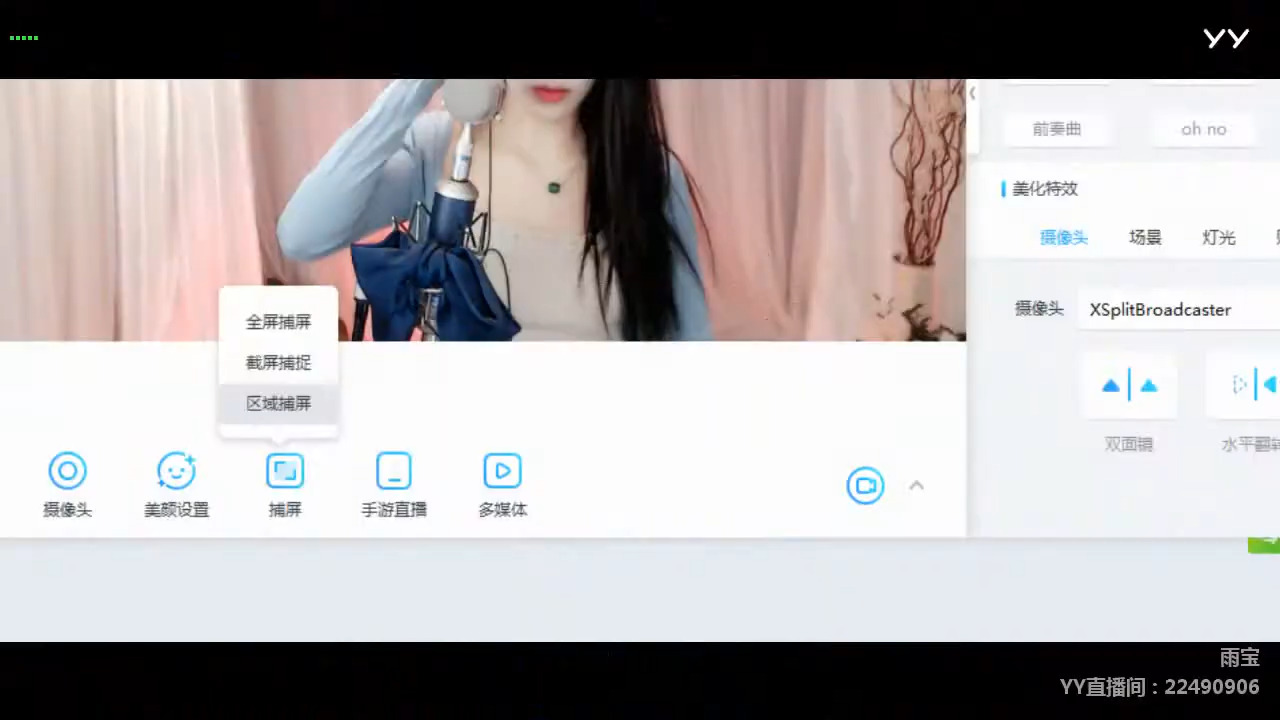 YY
前奏曲
oh no
美化特效
摄像头
场景
灯光
摄像头
XSplitBroadcaster
全屏捕屏
截屏捕捉
区域捕屏
双面镜
水平翻转
摄像头
美颜设置
捕屏
手游直播
多媒体
雨宝
YY直播间：22490906